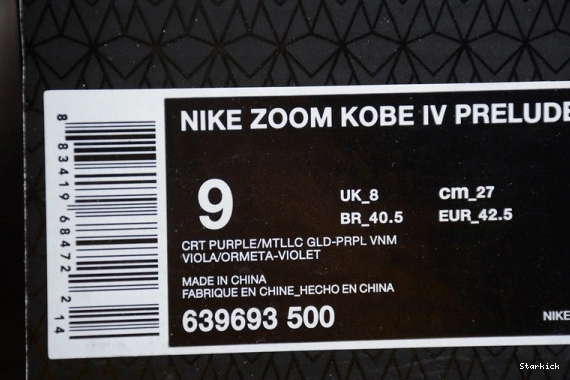 8 83419 68472 2 14
NIKE ZOOM KOBE IV PRELUDE
9
UK_8
cm_27
BR_40.5
EUR_42.5
CRT PURPLE/MTLLC GLD-PRPL VNM
VIOLA/ORMETA-VIOLET
MADE IN CHINA
FABRIQUE EN CHINE_HECHO EN CHINA
639693 500
NIKE
Starkick